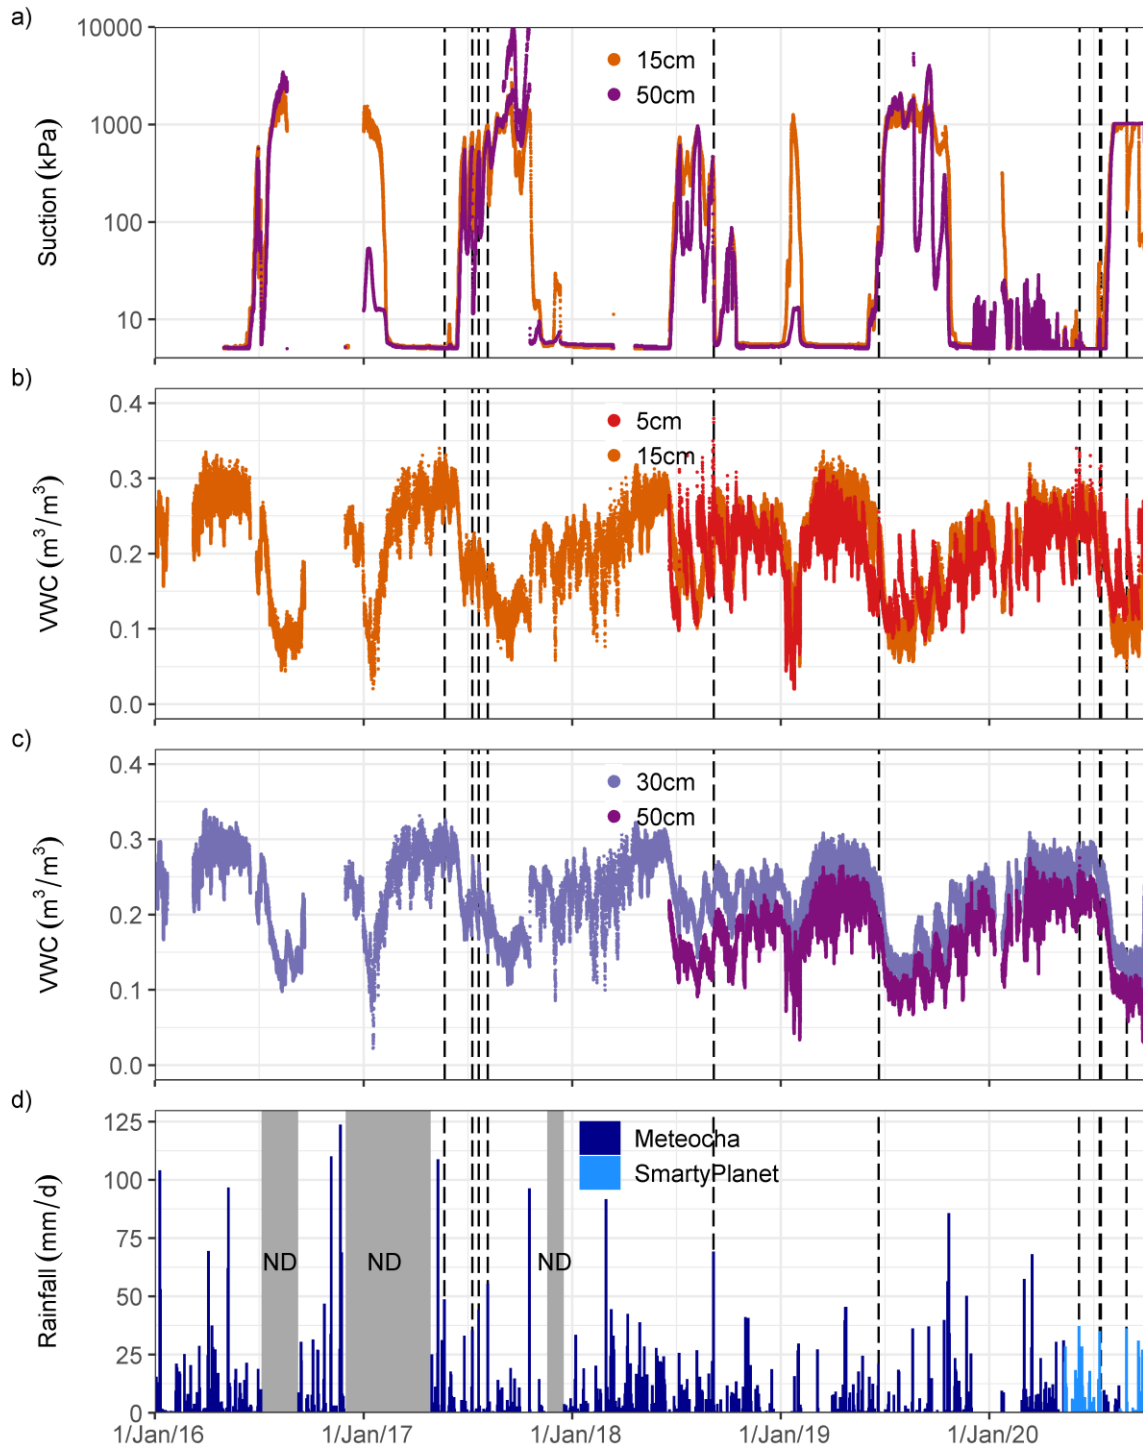 a)
10000
1000
100
10
Suction (kPa)
15cm
50cm
b)
0.4
0.3
0.2
0.1
0.0
VWC (m³/m³)
5cm
15cm
c)
0.4
0.3
0.2
0.1
0.0
VWC (m³/m³)
30cm
50cm
d)
125
100
75
50
25
0
Rainfall (mm/d)
ND
ND
ND
Meteocha
SmartyPlanet
1/Jan/16
1/Jan/17
1/Jan/18
1/Jan/19
1/Jan/20